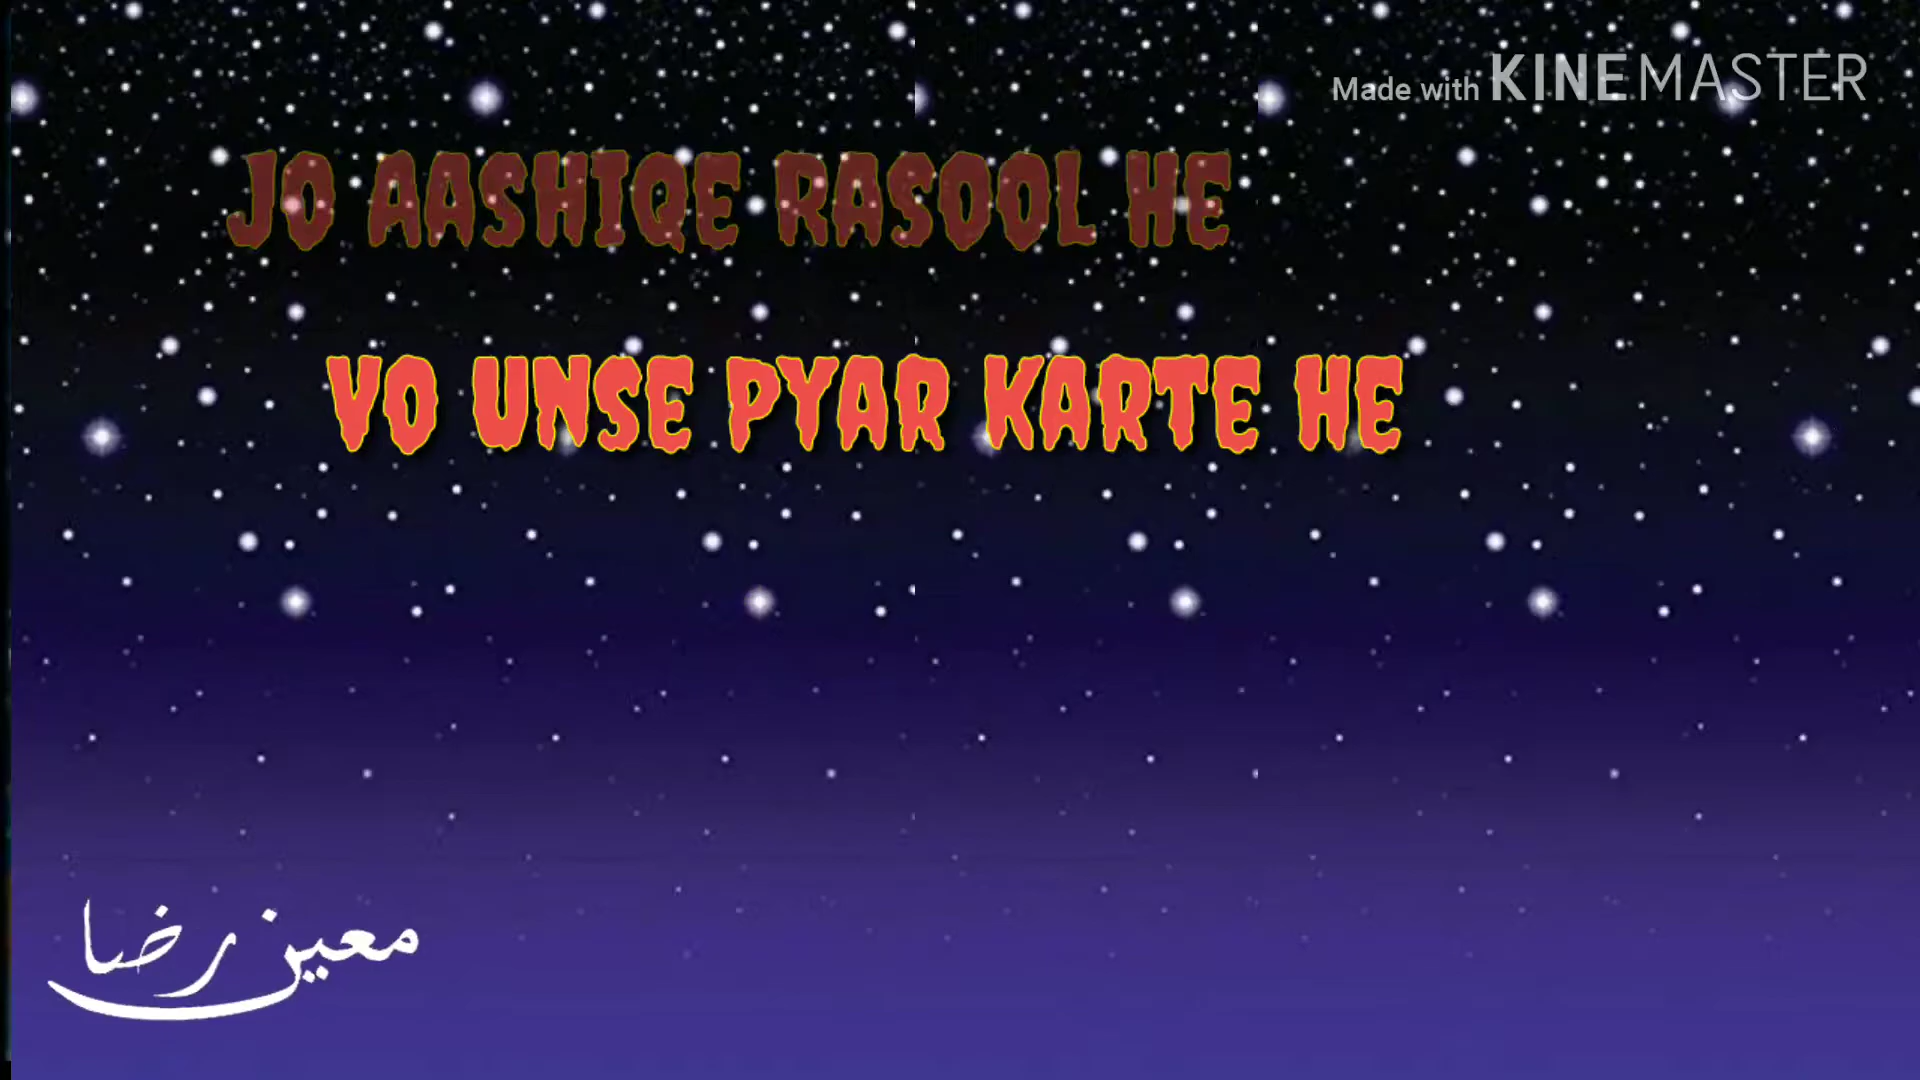 Made with KINEMASTER
JO AASHIQE RASOOL HE
VO UNSE PYAR KARTE HE
معین رضا